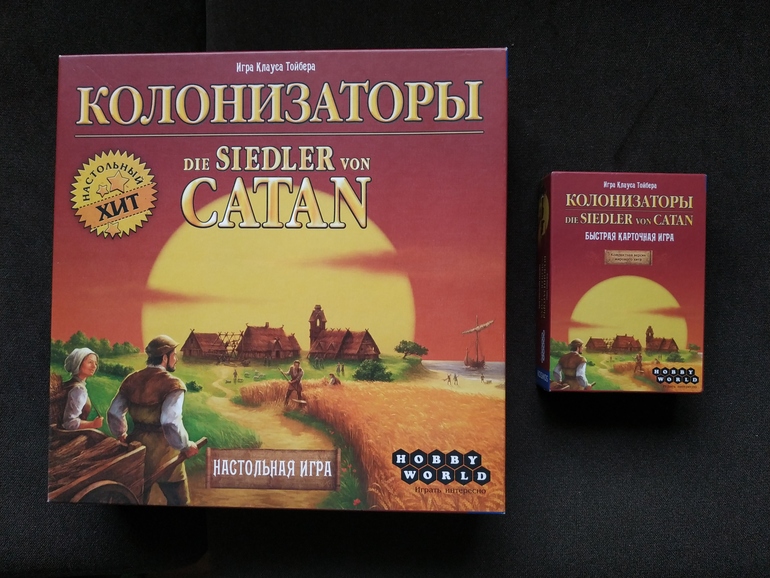 Игра Клауса Тойбера
КОЛОНИЗАТОРЫ
DIE SIEDLER VON
CATAN
НАСТОЛЬНЫЙ
ХИТ
НАСТОЛЬНАЯ ИГРА
HOBBY
WORLD
Играть интересно
Игра Клауса Тойбера
КОЛОНИЗАТОРЫ
DIE SIEDLER VON CATAN
БЫСТРАЯ КАРТОЧНАЯ ИГРА
HOBBY
WORLD